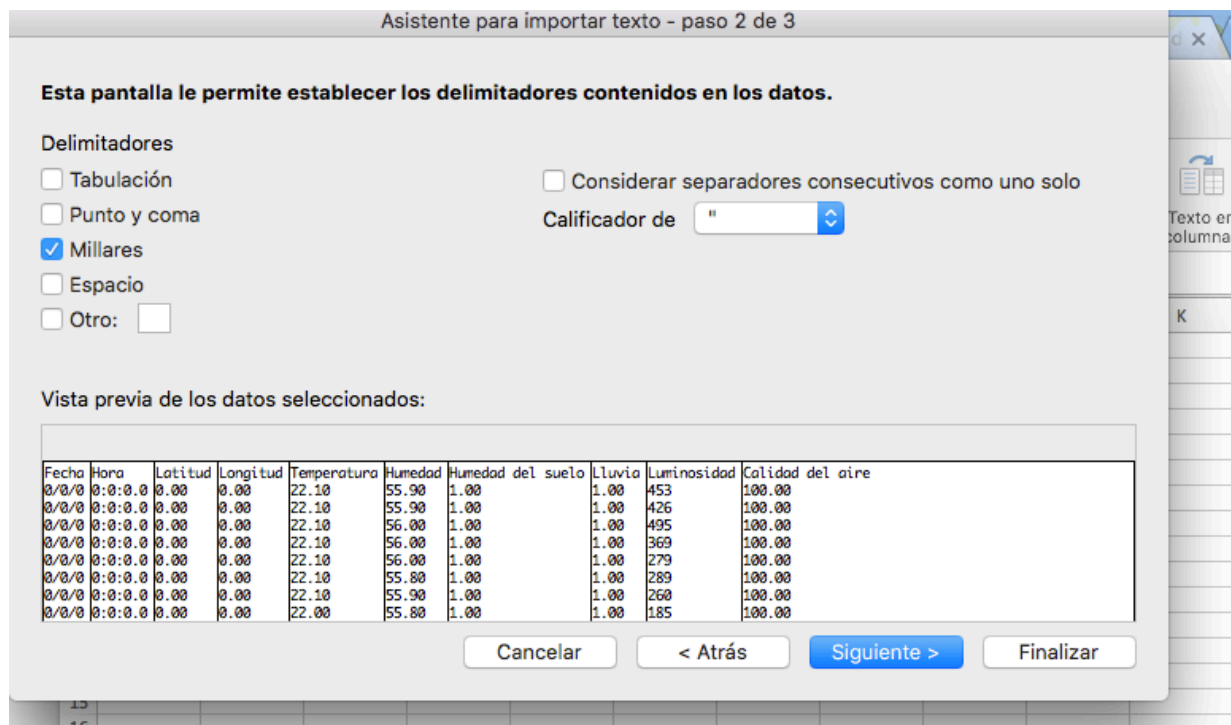 Asistente para importar texto - paso 2 de 3
Esta pantalla le permite establecer los delimitadores contenidos en los datos.
Delimitadores
Tabulación
Considerar separadores consecutivos como uno solo
Punto y coma
Calificador de "
Millares
Espacio
Otro:
Texto en
columna
K
Vista previa de los datos seleccionados:
Fecha Hora Latitud Longitud Temperatura Humedad Humedad del suelo Lluvia Luminosidad Calidad del aire
0/0/0 0:0:0.0 0.00 0.00 22.10 55.90 1.00 1.00 453 100.00
0/0/0 0:0:0.0 0.00 0.00 22.10 55.90 1.00 1.00 426 100.00
0/0/0 0:0:0.0 0.00 0.00 22.10 56.00 1.00 1.00 495 100.00
0/0/0 0:0:0.0 0.00 0.00 22.10 56.00 1.00 1.00 369 100.00
0/0/0 0:0:0.0 0.00 0.00 22.10 56.00 1.00 1.00 279 100.00
0/0/0 0:0:0.0 0.00 0.00 22.10 55.80 1.00 1.00 289 100.00
0/0/0 0:0:0.0 0.00 0.00 22.10 55.90 1.00 1.00 260 100.00
0/0/0 0:0:0.0 0.00 0.00 22.00 55.80 1.00 1.00 185 100.00
Cancelar < Atrás Siguiente > Finalizar
15